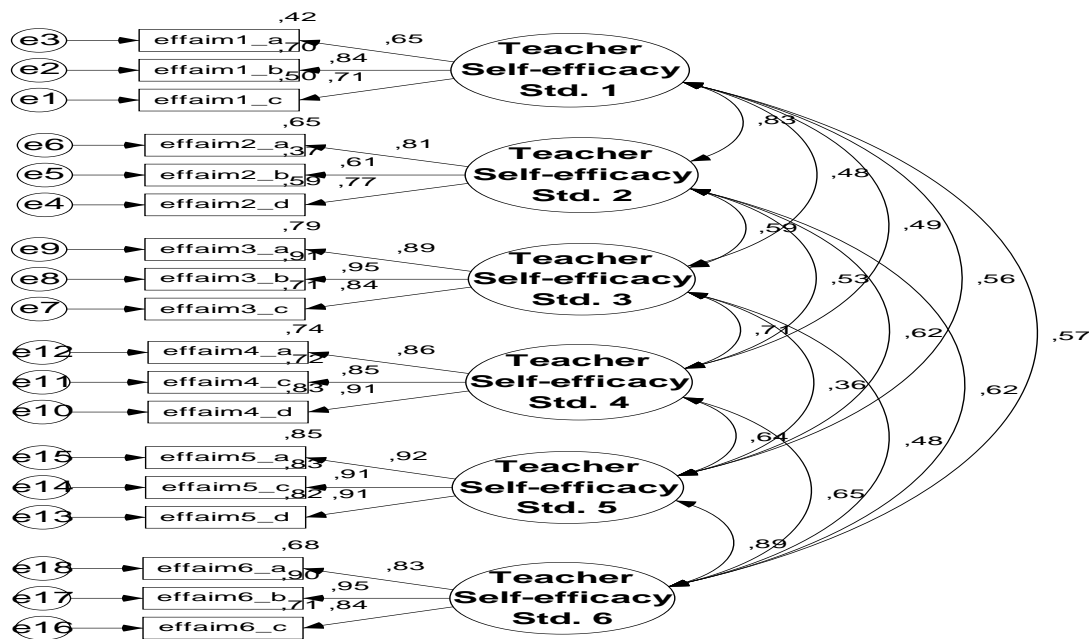 ,42
e3 effaim1_a ,65
,70
e2 effaim1_b ,84
,50
e1 effaim1_c ,71
Teacher
Self-efficacy
Std. 1
,65
e6 effaim2_a ,81
,37
e5 effaim2_b ,61
,59
e4 effaim2_d ,77
Teacher
Self-efficacy
Std. 2
,79
e9 effaim3_a ,89
,91
e8 effaim3_b ,95
,71
e7 effaim3_c ,84
Teacher
Self-efficacy
Std. 3
,74
e12 effaim4_a ,86
,72
e11 effaim4_c ,85
,83
e10 effaim4_d ,91
Teacher
Self-efficacy
Std. 4
,85
e15 effaim5_a ,92
,83
e14 effaim5_c ,91
,82
e13 effaim5_d ,91
Teacher
Self-efficacy
Std. 5
,68
e18 effaim6_a ,83
,90
e17 effaim6_b ,95
,71
e16 effaim6_c ,84
Teacher
Self-efficacy
Std. 6
,83
,48
,49
,59
,53
,56
,71
,62
,57
,36
,62
,64
,48
,65
,89